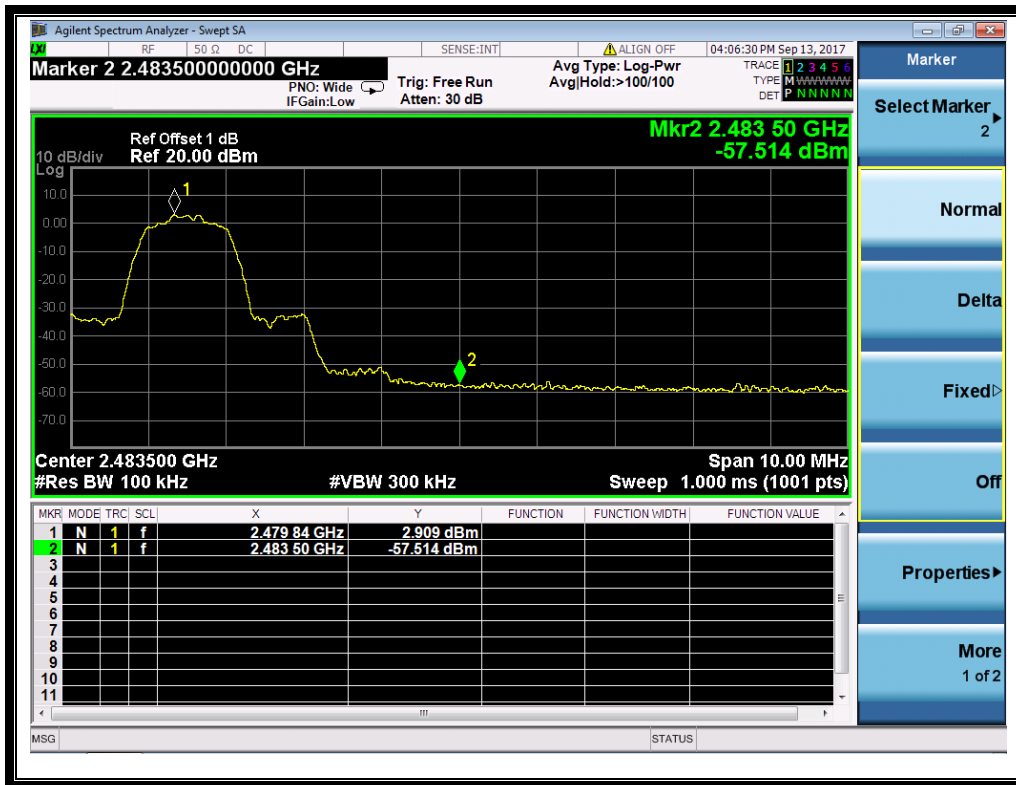 Agilent Spectrum Analyzer - Swept SA
LXI RF 50 Ω DC SENSE:INT ALIGN OFF 04:06:30 PM Sep 13, 2017
Marker 2 2.483500000000 GHz
PNO: Wide
IFGain:Low
Trig: Free Run
Atten: 30 dB
Avg Type: Log-Pwr
Avg|Hold:>100/100
TRACE 1 2 3 4 5 6
TYPE M W W W W W
DET P N N N N N
Ref Offset 1 dB
10 dB/div Ref 20.00 dBm
Log
Mkr2 2.483 50 GHz
-57.514 dBm
10.0
0.00
-10.0
-20.0
-30.0
-40.0
-50.0
-60.0
-70.0
1
2
Center 2.483500 GHz Span 10.00 MHz
#Res BW 100 kHz #VBW 300 kHz Sweep 1.000 ms (1001 pts)
MKR MODE TRC SCL X Y FUNCTION FUNCTION WIDTH FUNCTION VALUE
1 N 1 f 2.479 84 GHz 2.909 dBm
2 N 1 f 2.483 50 GHz -57.514 dBm
3
4
5
6
7
8
9
10
11
MSG STATUS
Marker
Select Marker
2
Normal
Delta
Fixed
Off
Properties
More
1 of 2